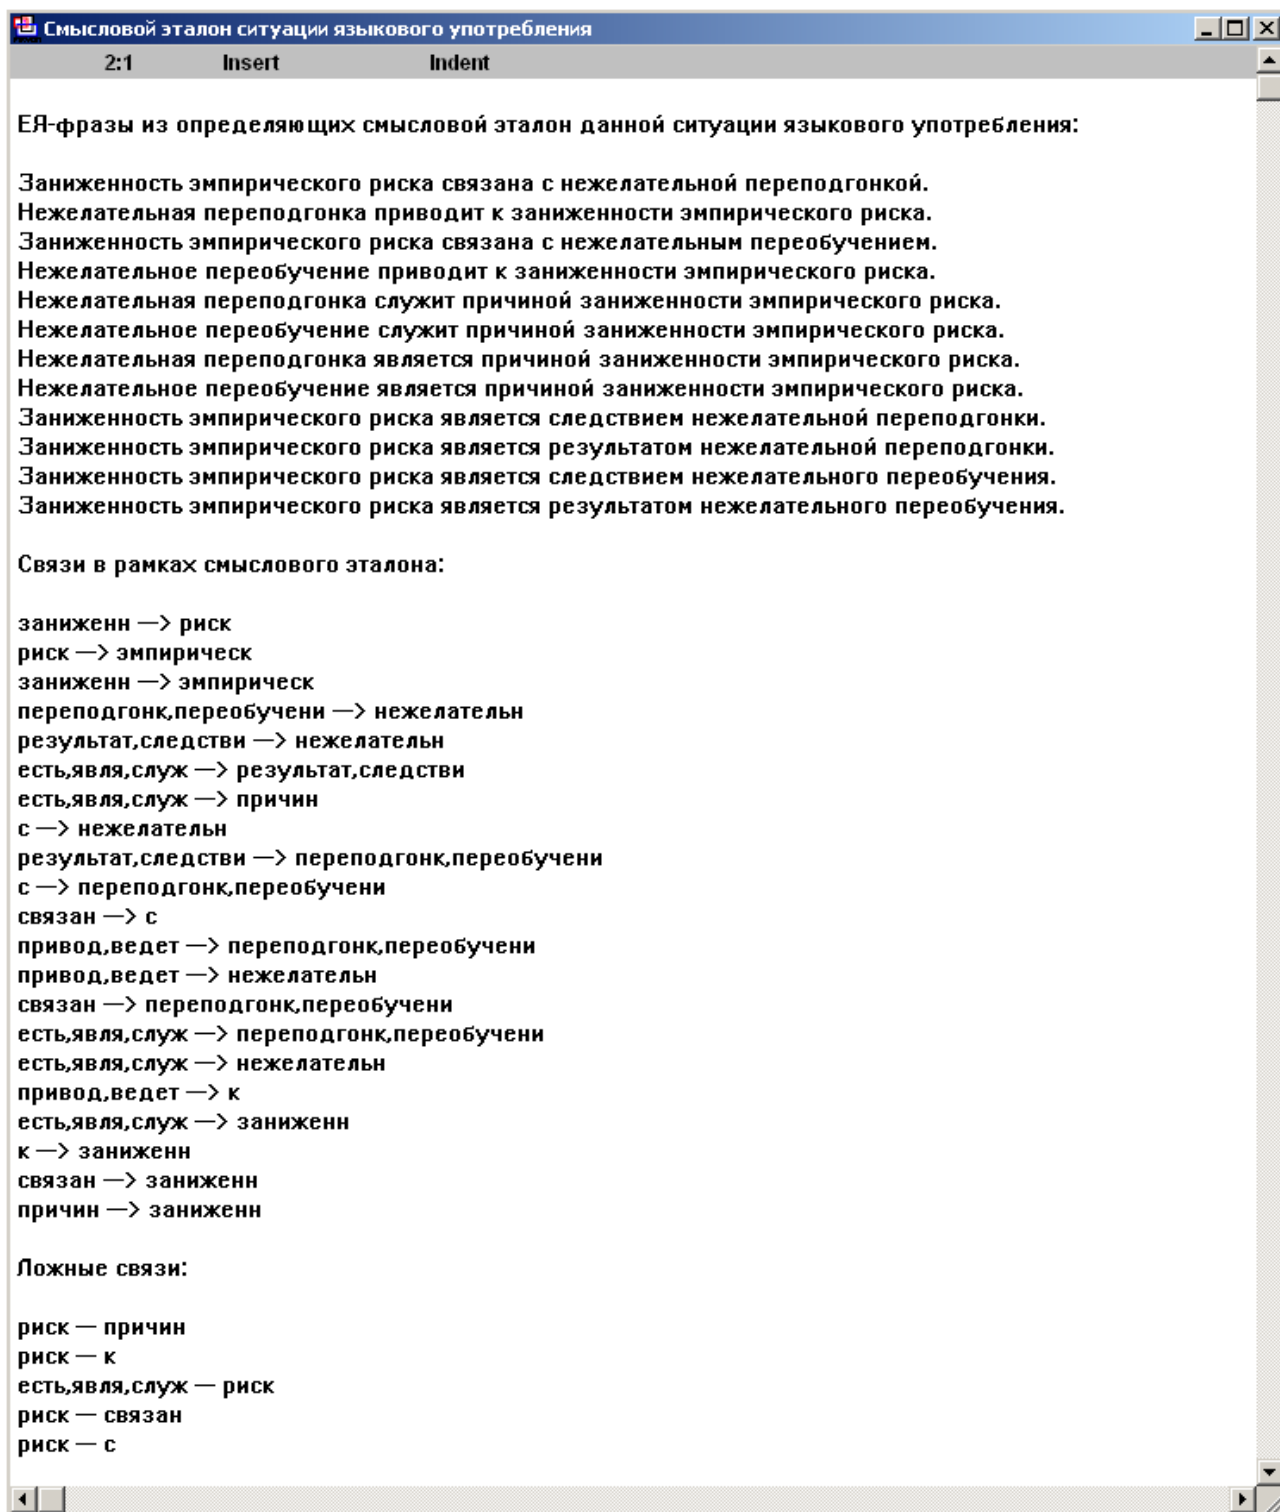 Смысловой эталон ситуации языкового употребления
2:1 Insert Indent
ЕЯ-фразы из определяющих смысловой эталон данной ситуации языкового употребления:
Заниженность эмпирического риска связана с нежелательной переподгонкой.
Нежелательная переподгонка приводит к заниженности эмпирического риска.
Заниженность эмпирического риска связана с нежелательным переобучением.
Нежелательное переобучение приводит к заниженности эмпирического риска.
Нежелательная переподгонка служит причиной заниженности эмпирического риска.
Нежелательное переобучение служит причиной заниженности эмпирического риска.
Нежелательная переподгонка является причиной заниженности эмпирического риска.
Нежелательное переобучение является причиной заниженности эмпирического риска.
Заниженность эмпирического риска является следствием нежелательной переподгонки.
Заниженность эмпирического риска является результатом нежелательной переподгонки.
Заниженность эмпирического риска является следствием нежелательного переобучения.
Заниженность эмпирического риска является результатом нежелательного переобучения.
Связи в рамках смыслового эталона:
заниженн —> риск
риск —> эмпирическ
заниженн —> эмпирическ
переподгонк,переобучени —> нежелательн
результат,следстви —> нежелательн
есть,явля,служ —> результат,следстви
есть,явля,служ —> причин
с —> нежелательн
результат,следстви —> переподгонк,переобучени
с —> переподгонк,переобучени
связан —> с
привод,ведет —> переподгонк,переобучени
привод,ведет —> нежелательн
связан —> переподгонк,переобучени
есть,явля,служ —> переподгонк,переобучени
есть,явля,служ —> нежелательн
привод,ведет —> к
есть,явля,служ —> заниженн
к —> заниженн
связан —> заниженн
причин —> заниженн
Ложные связи:
риск — причин
риск — к
есть,явля,служ — риск
риск — связан
риск — с